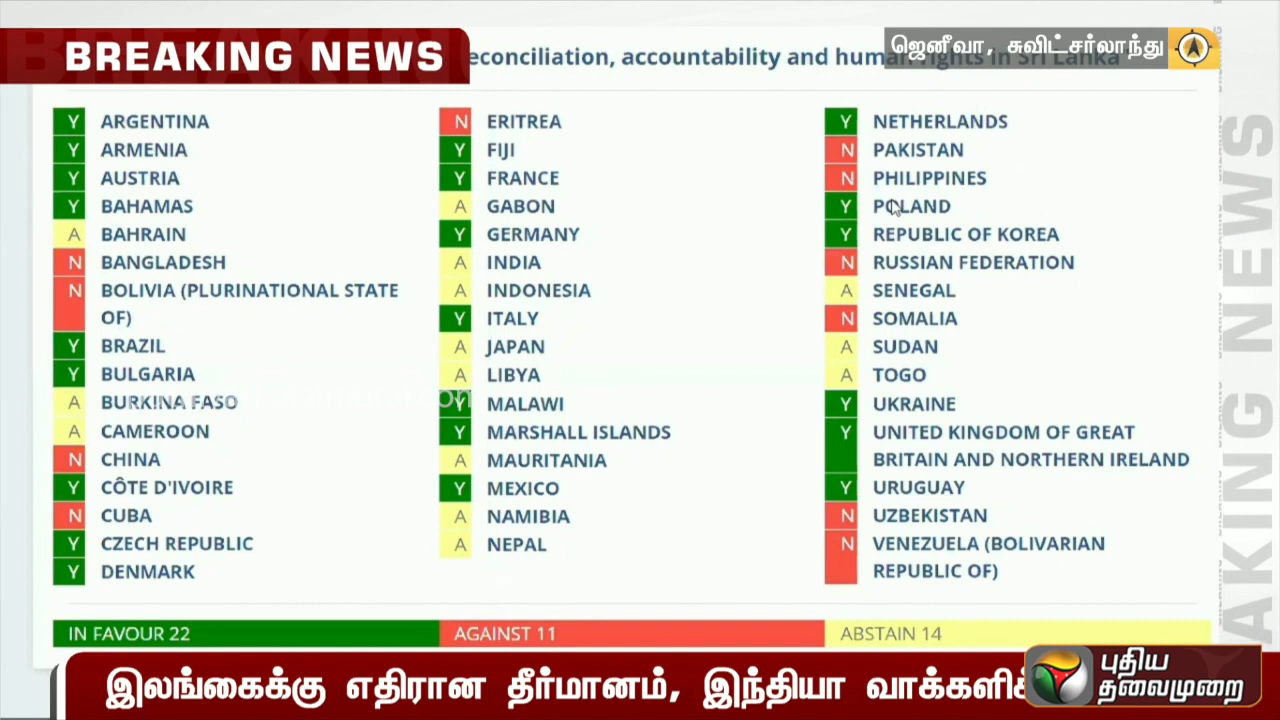 BREAKING NEWS
econciliation, accountability and human rights in Sri Lanka
ஜெனீவா, சுவிட்சர்லாந்து
Y ARGENTINA
Y ARMENIA
Y AUSTRIA
Y BAHAMAS
A BAHRAIN
N BANGLADESH
N BOLIVIA (PLURINATIONAL STATE
OF)
Y BRAZIL
Y BULGARIA
A BURKINA FASO
A CAMEROON
N CHINA
Y CÔTE D'IVOIRE
N CUBA
Y CZECH REPUBLIC
Y DENMARK
N ERITREA
Y FIJI
Y FRANCE
A GABON
Y GERMANY
A INDIA
A INDONESIA
Y ITALY
A JAPAN
A LIBYA
Y MALAWI
Y MARSHALL ISLANDS
A MAURITANIA
Y MEXICO
A NAMIBIA
A NEPAL
Y NETHERLANDS
N PAKISTAN
N PHILIPPINES
Y POLAND
Y REPUBLIC OF KOREA
N RUSSIAN FEDERATION
A SENEGAL
N SOMALIA
A SUDAN
A TOGO
Y UKRAINE
Y UNITED KINGDOM OF GREAT
BRITAIN AND NORTHERN IRELAND
Y URUGUAY
N UZBEKISTAN
N VENEZUELA (BOLIVARIAN
REPUBLIC OF)
IN FAVOUR 22
AGAINST 11
ABSTAIN 14
AKING NEWS
இலங்கைக்கு எதிரான தீர்மானம், இந்தியா
புதிய
தலைமுறை